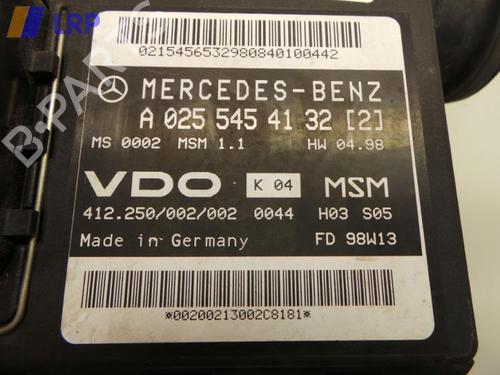 LRP
0215456532980840100442
MERCEDES-BENZ
A 025 545 41 32 [2]
MS 0002 MSM 1.1 HW 04.98
VDO K 04 MSM
412.250/002/002 0044 H03 S05
Made in Germany FD 98W13
*00200213002C8181*
B-PARTS